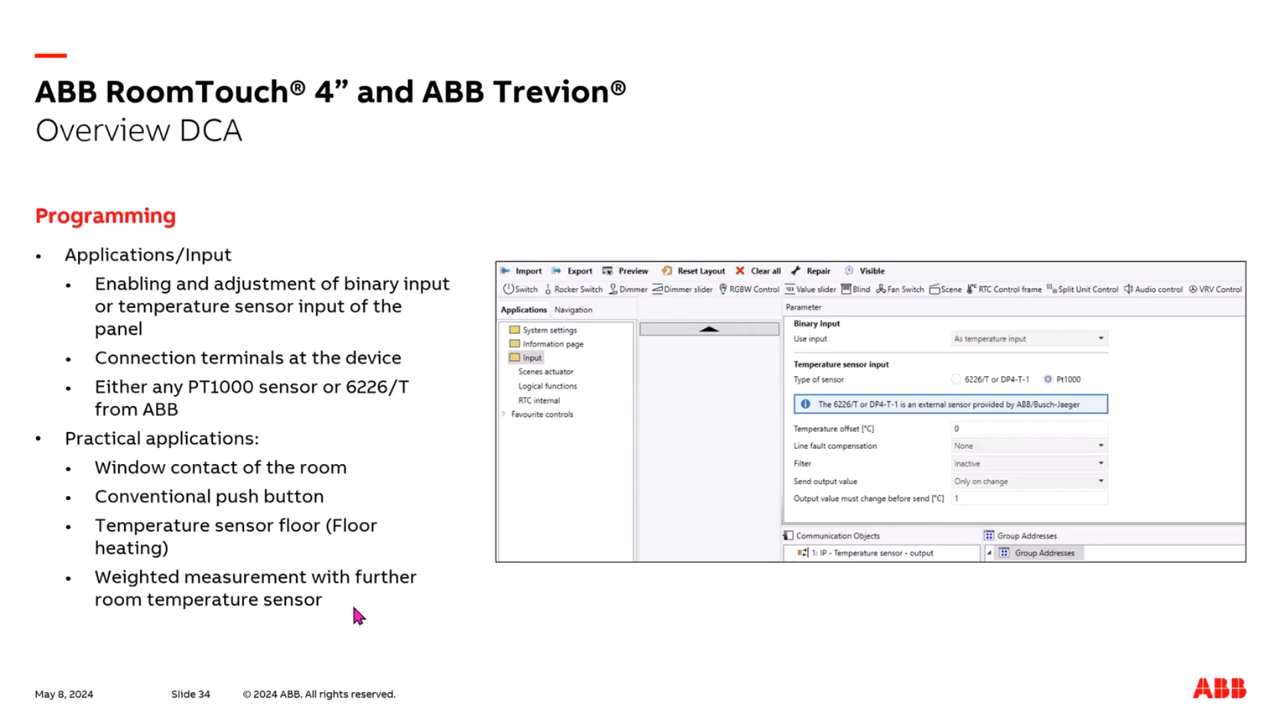 ABB RoomTouch® 4” and ABB Trevion®
Overview DCA
Programming
• Applications/Input
• Enabling and adjustment of binary input
or temperature sensor input of the
panel
• Connection terminals at the device
• Either any PT1000 sensor or 6226/T
from ABB
• Practical applications:
• Window contact of the room
• Conventional push button
• Temperature sensor floor (Floor
heating)
• Weighted measurement with further
room temperature sensor
Import Export Preview Reset Layout Clear all Repair Visible
Switch Rocker Switch Dimmer Dimmer slider RGBW Control Value slider Blind Fan Switch Scene RTC Control frame Split Unit Control Audio control VRV Control
Applications Navigation
System settings
Information page
Input
Scenes actuator
Logical functions
RTC internal
Favourite controls
Parameter
Binary Input
Use input As temperature input
Temperature sensor input
Type of sensor 6226/T or DP4-T-1 Pt1000
The 6226/T or DP4-T-1 is an external sensor provided by ABB/Busch-Jaeger
Temperature offset [°C] 0
Line fault compensation None
Filter Inactive
Send output value Only on change
Output value must change before send [°C] 1
Communication Objects Group Addresses
1: IP - Temperature sensor - output Group Addresses
May 8, 2024 Slide 34 © 2024 ABB. All rights reserved.
ABB